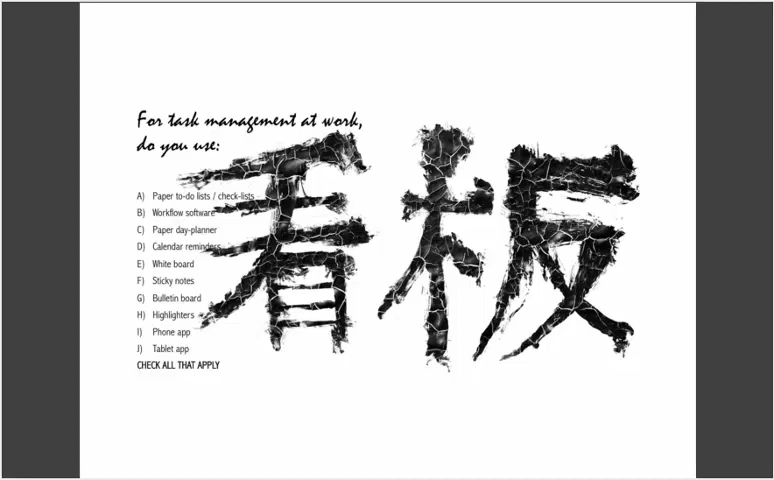 For task management at work,
do you use:
A) Paper to-do lists / check-lists
B) Workflow software
C) Paper day-planner
D) Calendar reminders
E) White board
F) Sticky notes
G) Bulletin board
H) Highlighters
I) Phone app
J) Tablet app
CHECK ALL THAT APPLY
看板